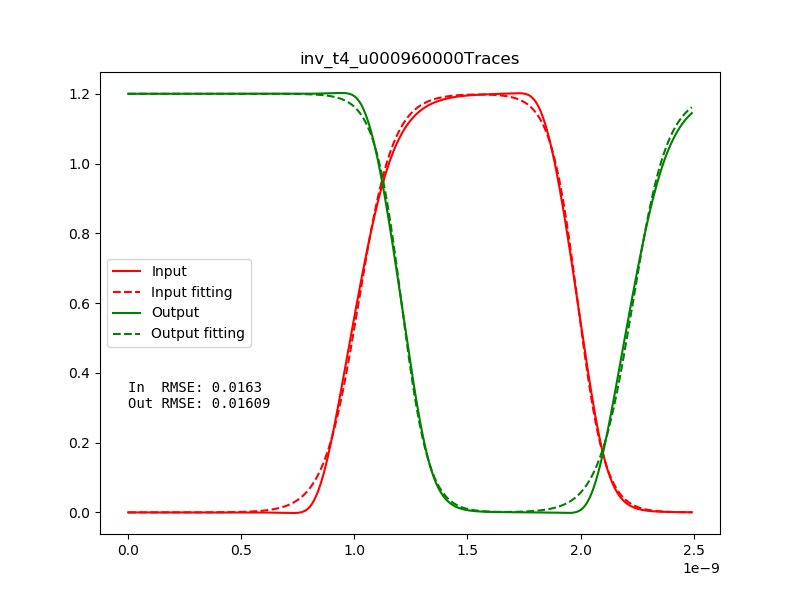 inv_t4_u000960000Traces
1.2
1.0
0.8
0.6
0.4
0.2
0.0
Input
Input fitting
Output
Output fitting
In  RMSE: 0.0163
Out RMSE: 0.01609
0.0 0.5 1.0 1.5 2.0 2.5
1e−9